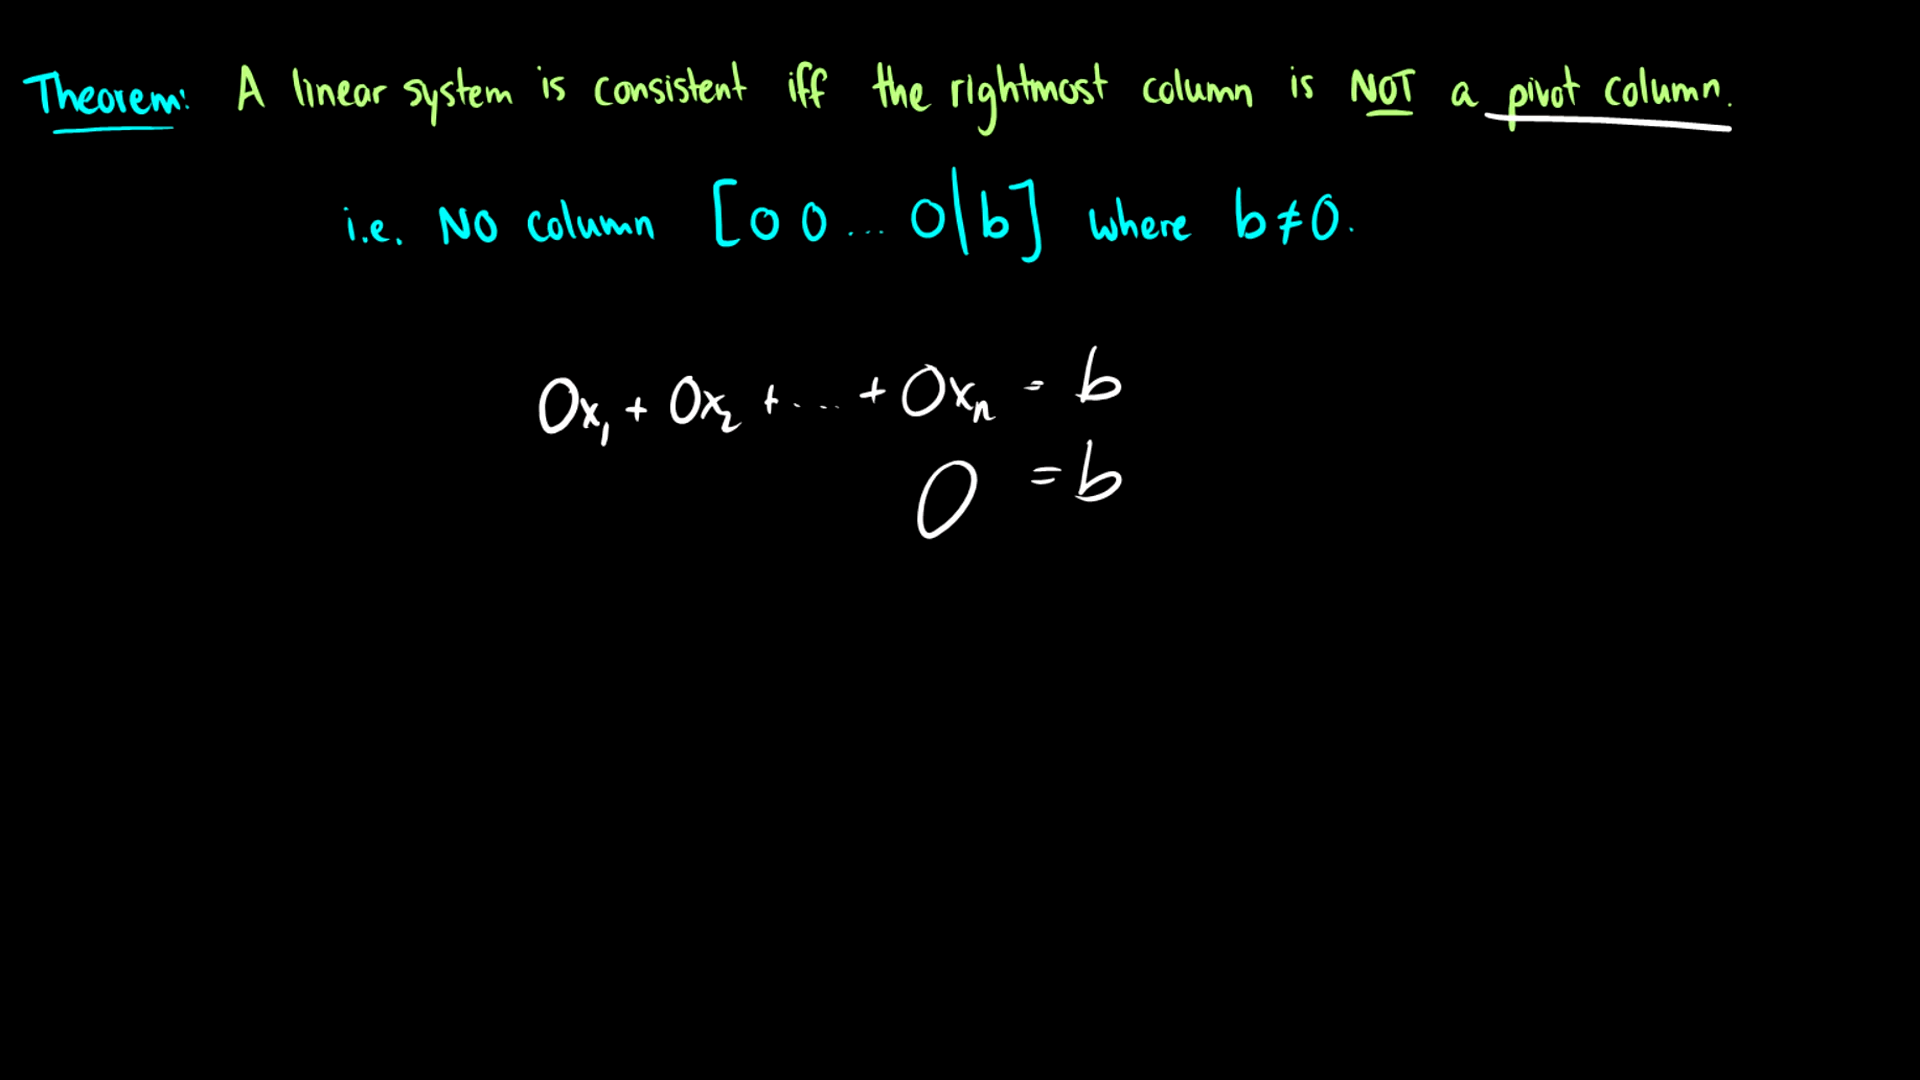 Theorem: A linear system is consistent iff the rightmost column is NOT a pivot column.
i.e. NO column [0 0 ... 0|b] where b≠0.
0x₁ + 0x₂ + ... + 0xₙ = b
0 = b